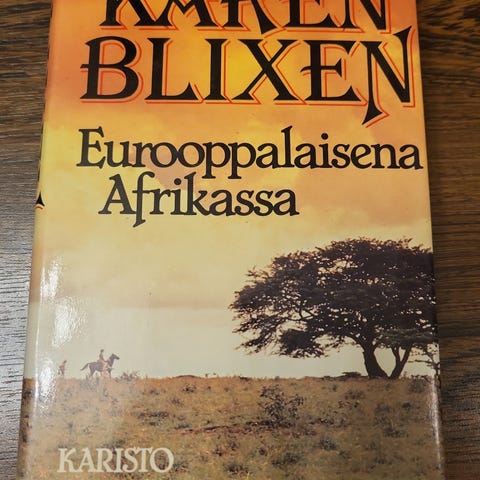 KAREN
BLIXEN
Eurooppalaisena
Afrikassa
KARISTO